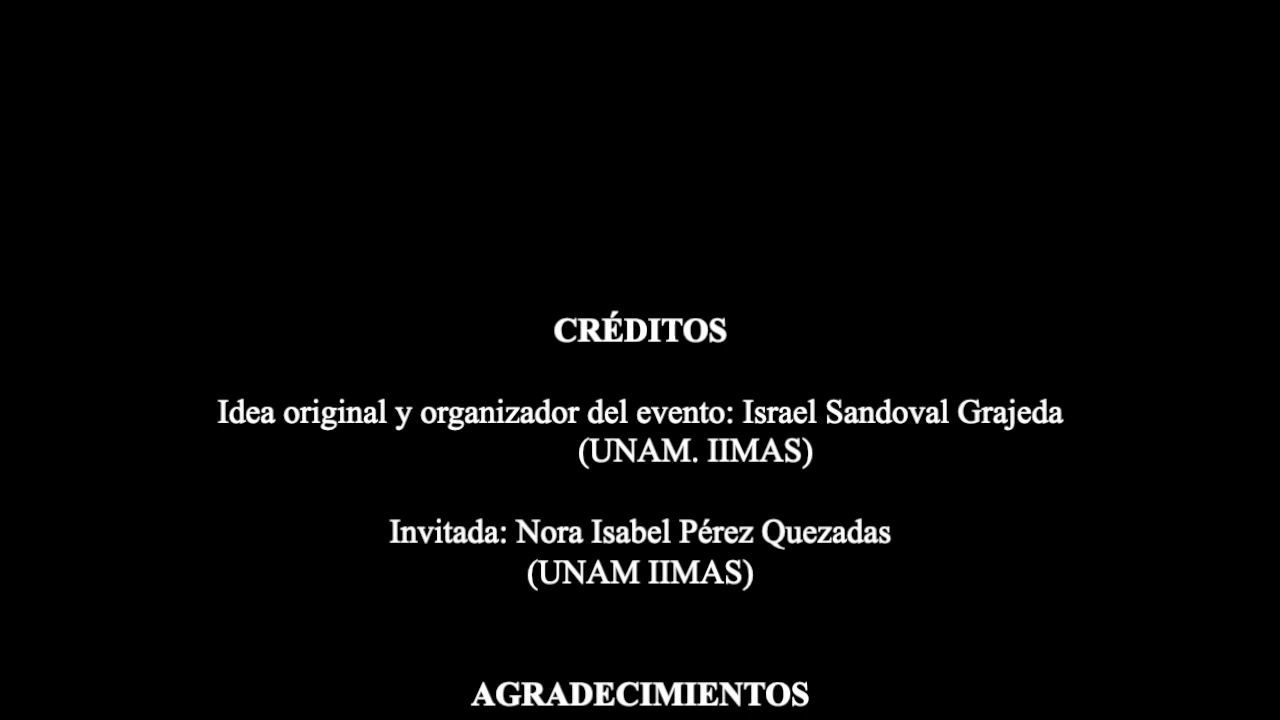 CRÉDITOS
Idea original y organizador del evento: Israel Sandoval Grajeda
(UNAM. IIMAS)
Invitada: Nora Isabel Pérez Quezadas
(UNAM IIMAS)
AGRADECIMIENTOS